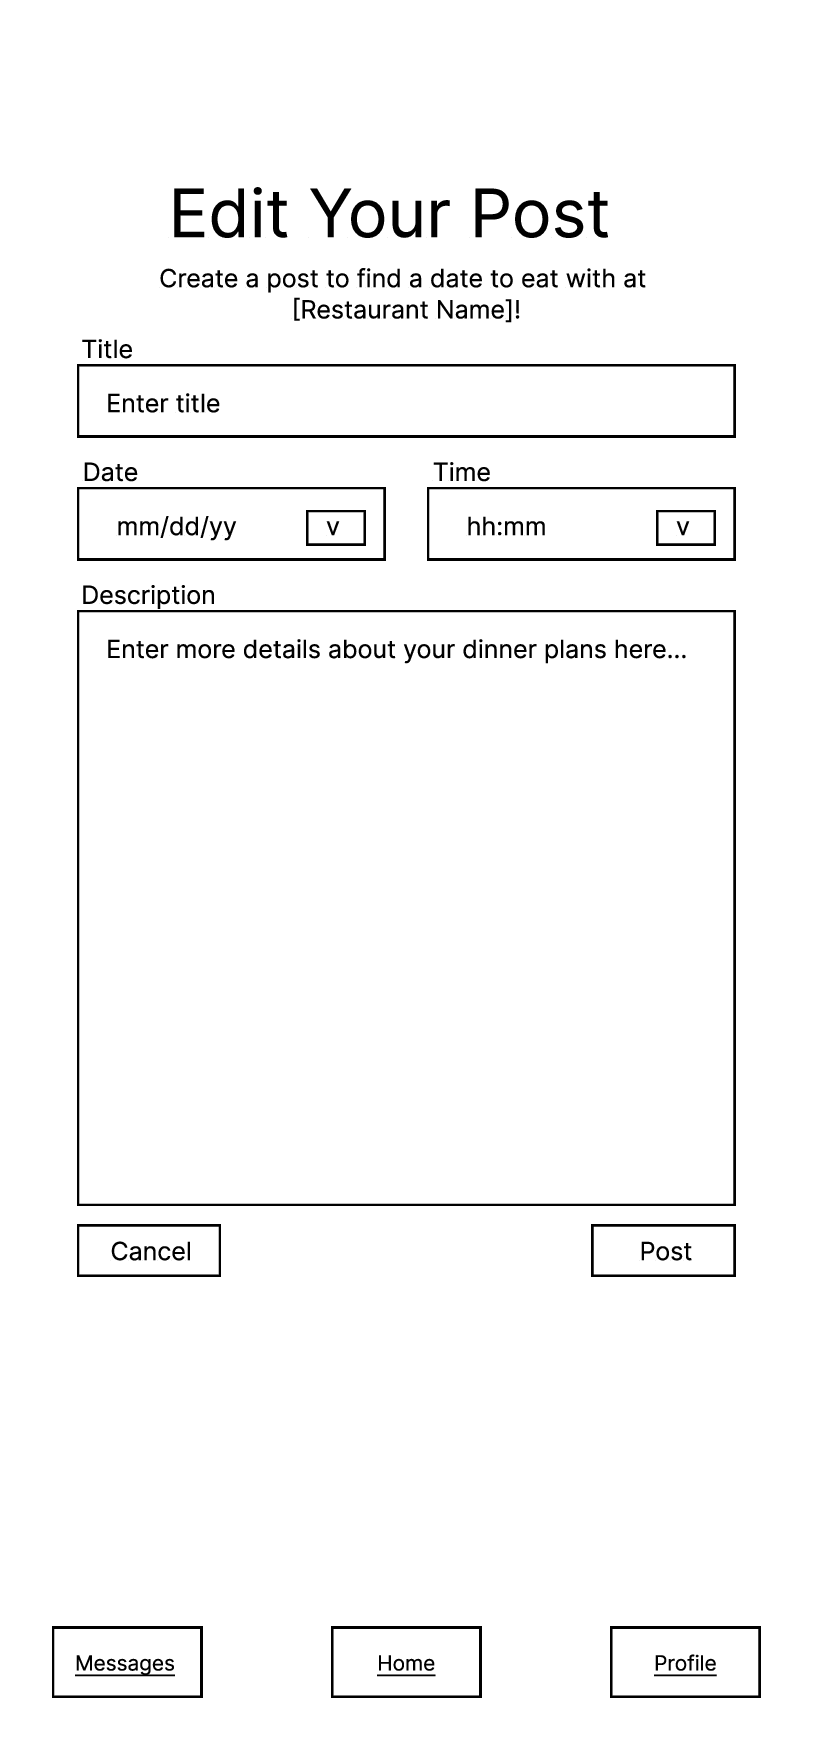 Edit Your Post
Create a post to find a date to eat with at
[Restaurant Name]!
Title
Enter title
Date
Time
mm/dd/yy
v
hh:mm
v
Description
Enter more details about your dinner plans here...
Cancel
Post
Messages
Home
Profile